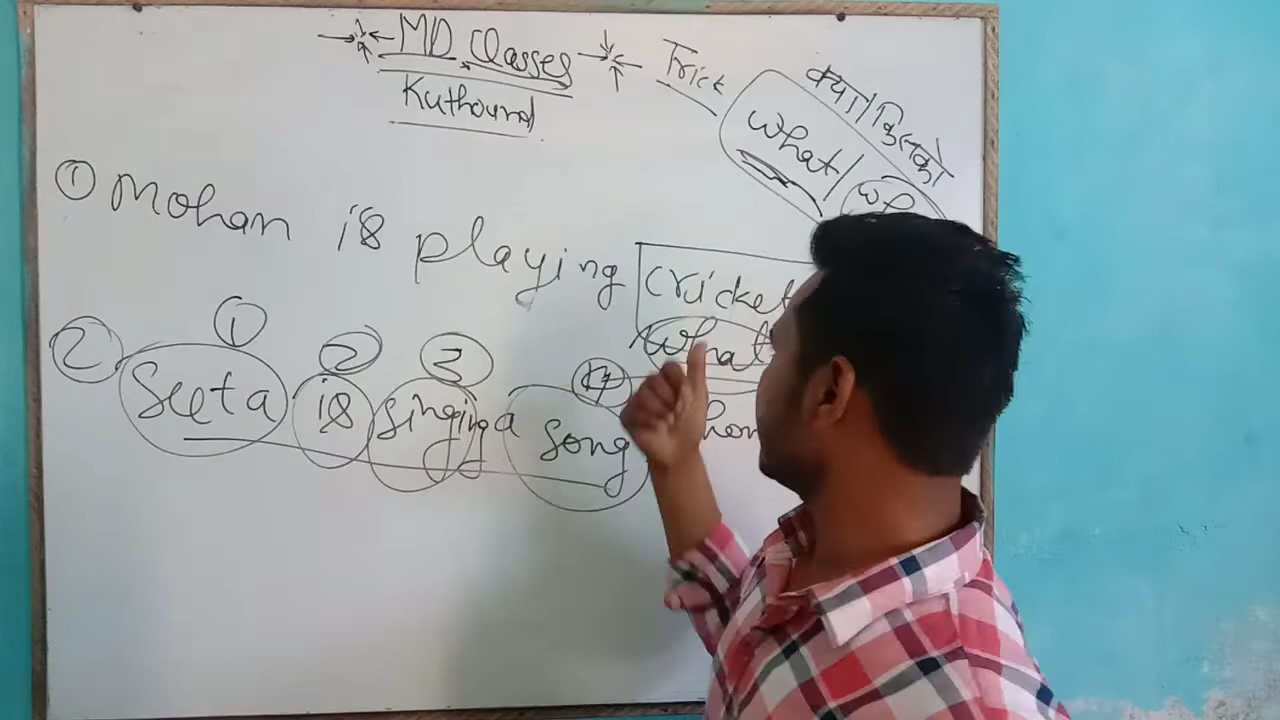 MD Classes
Kuthound
Trick
क्या/किसको
What/
① Mohan is playing cricket
What
① ② ③ ④
② Seeta is singing a song